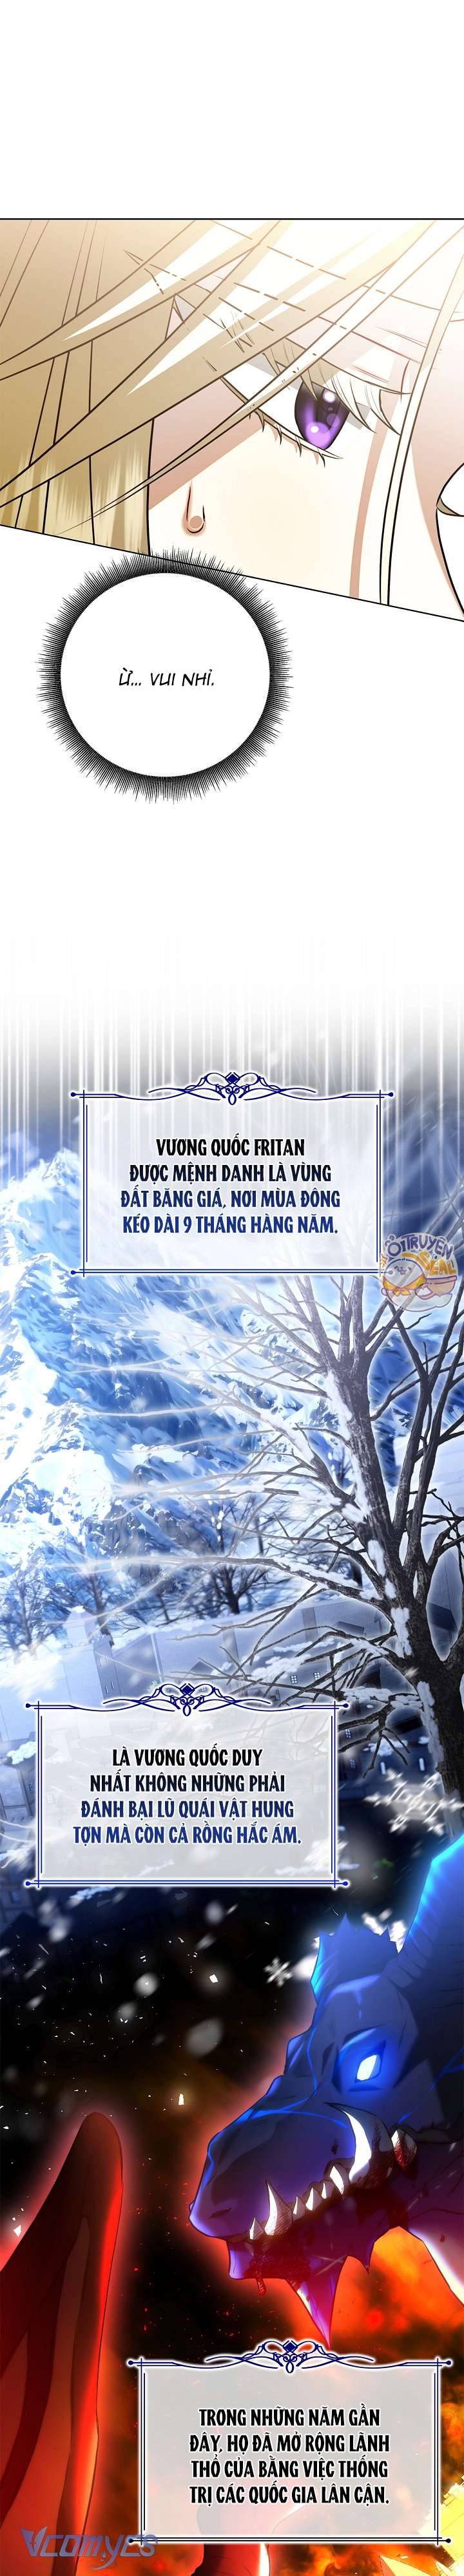 Ừ... VUI NHỈ.
VƯƠNG QUỐC FRITAN
ĐƯỢC MỆNH DANH LÀ VÙNG
ĐẤT BĂNG GIÁ, NƠI MÙA ĐÔNG
KÉO DÀI 9 THÁNG HÀNG NĂM.
Ổ TRUYỆN
SEAL
LÀ VƯƠNG QUỐC DUY
NHẤT KHÔNG NHỮNG PHẢI
ĐÁNH BẠI LŨ QUÁI VẬT HUNG
TỢN MÀ CÒN CẢ RỒNG HẮC ÁM.
TRONG NHỮNG NĂM GẦN
ĐÂY, HỌ ĐÃ MỞ RỘNG LÃNH
THỔ CỦA BẰNG VIỆC THỐNG
TRỊ CÁC QUỐC GIA LÂN CẬN.
Vcomycs